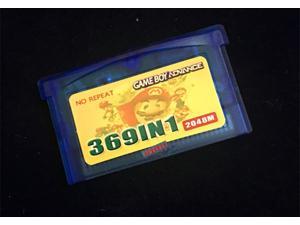 NO REPEAT
GAME BOY ADVANCE
369IN1
2048M